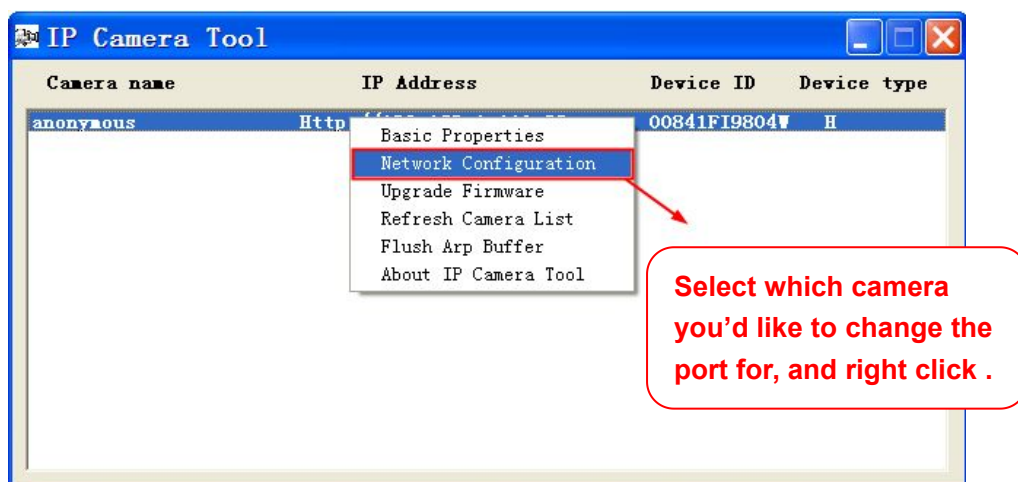 IP Camera Tool
Camera name IP Address Device ID Device type
anonymous Http 00841FI9804W H
Basic Properties
Network Configuration
Upgrade Firmware
Refresh Camera List
Flush Arp Buffer
About IP Camera Tool
Select which camera
you’d like to change the
port for, and right click .